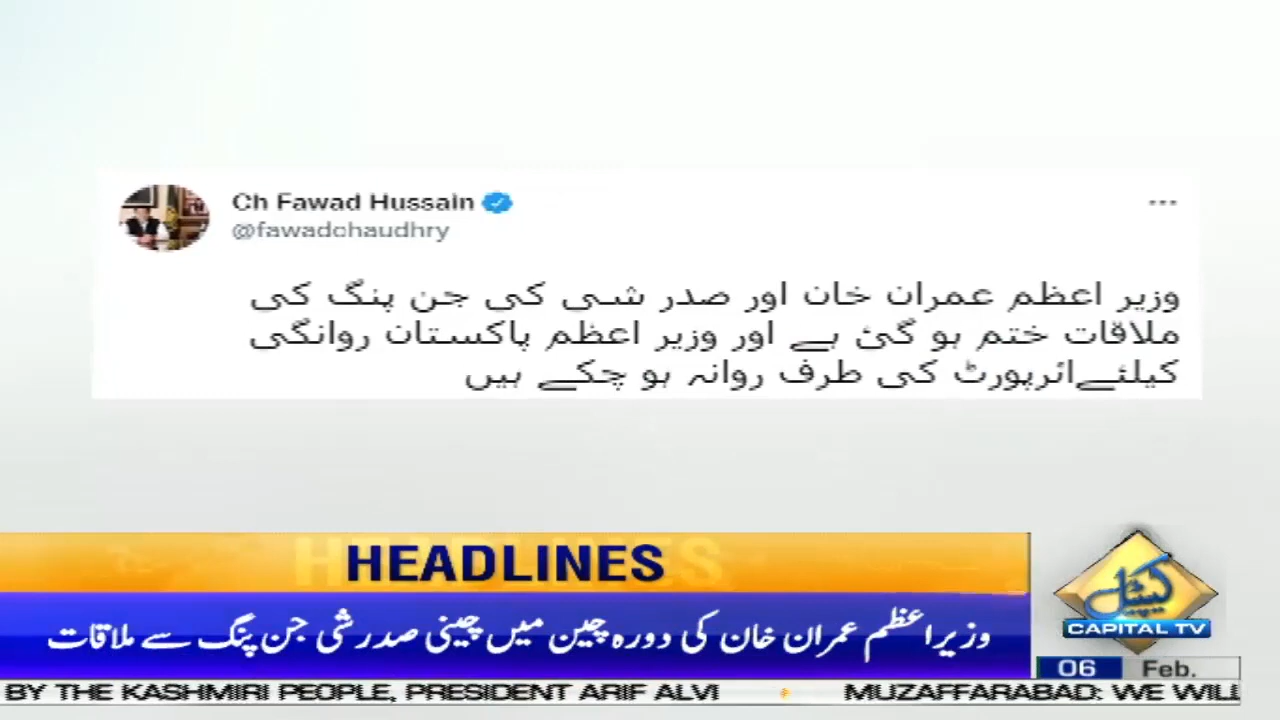 Ch Fawad Hussain
@fawadchaudhry
وزیر اعظم عمران خان اور صدر شی کی جن پنگ کی
ملاقات ختم ہو گئ ہے اور وزیر اعظم پاکستان روانگی
کیلئےائرپورٹ کی طرف روانہ ہو چکے ہیں
HEADLINES
وزیراعظم عمران خان کی دورہ چین میں چینی صدر شی جن پنگ سے ملاقات
کیپیٹل
CAPITAL TV
06 Feb.
BY THE KASHMIRI PEOPLE, PRESIDENT ARIF ALVI MUZAFFARABAD: WE WILL